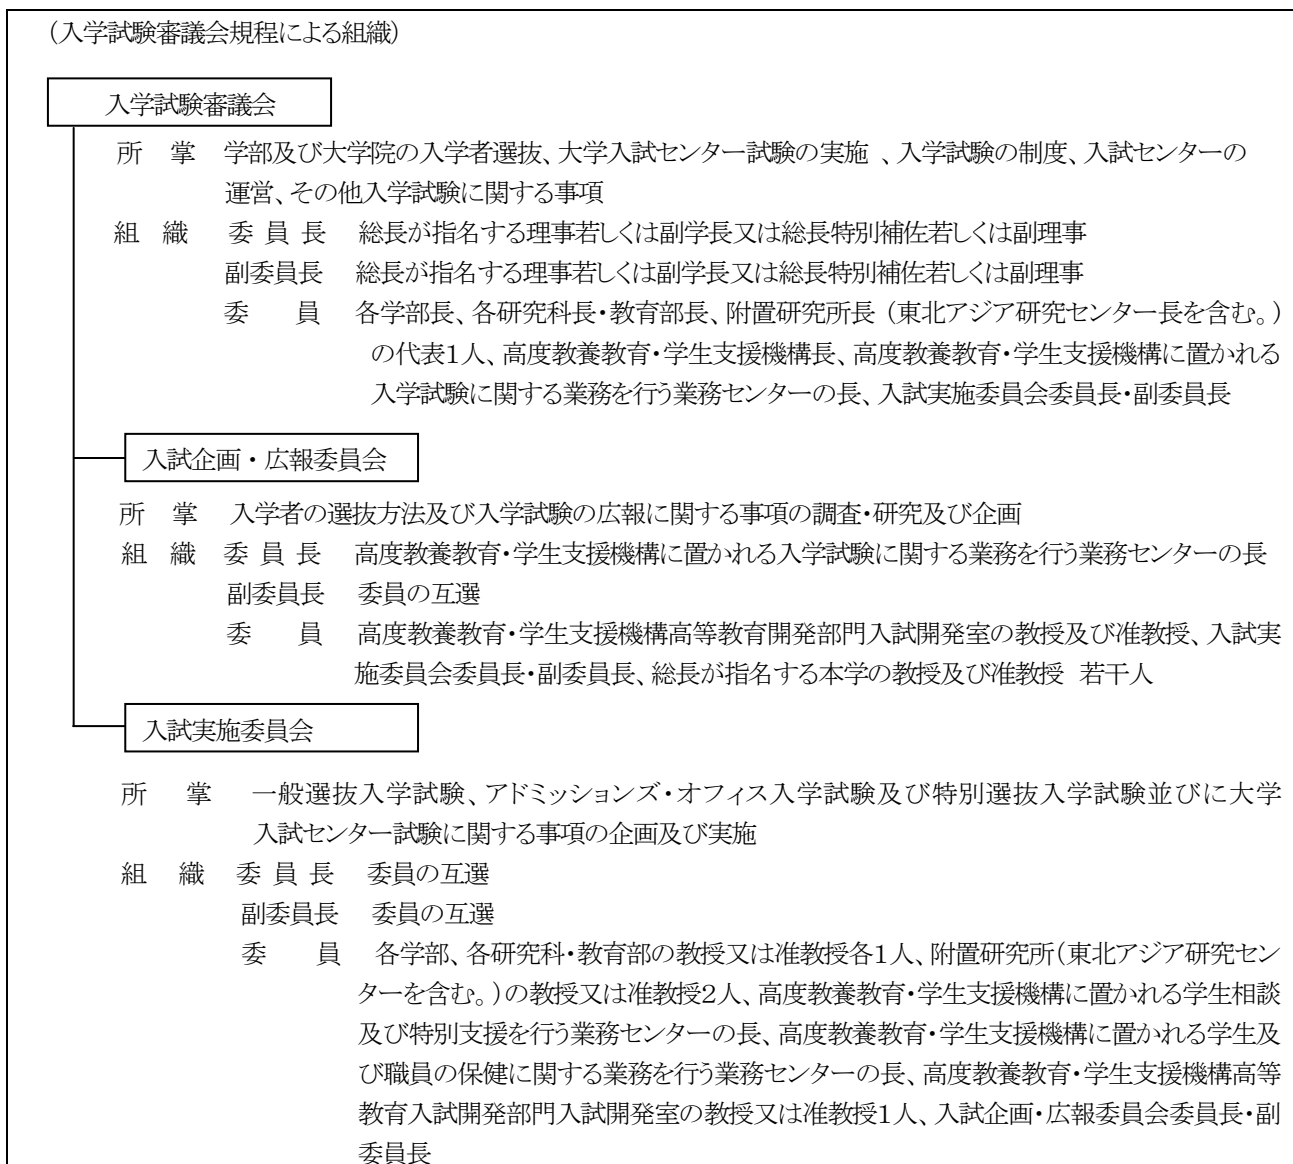 （入学試験審議会規程による組織）
入学試験審議会
所　掌　学部及び大学院の入学者選抜、大学入試センター試験の実施　、入学試験の制度、入試センターの
運営、その他入学試験に関する事項
組　織　委 員 長　総長が指名する理事若しくは副学長又は総長特別補佐若しくは副理事
副委員長　総長が指名する理事若しくは副学長又は総長特別補佐若しくは副理事
委　　員　各学部長、各研究科長・教育部長、附置研究所長（東北アジア研究センター長を含む。）
の代表１人、高度教養教育・学生支援機構長、高度教養教育・学生支援機構に置かれる
入学試験に関する業務を行う業務センターの長、入試実施委員会委員長・副委員長
入試企画・広報委員会
所　掌　入学者の選抜方法及び入学試験の広報に関する事項の調査・研究及び企画
組　織　委 員 長　高度教養教育・学生支援機構に置かれる入学試験に関する業務を行う業務センターの長
副委員長　委員の互選
委　　員　高度教養教育・学生支援機構高等教育開発部門入試開発室の教授及び准教授、入試実
施委員会委員長・副委員長、総長が指名する本学の教授及び准教授　若干人
入試実施委員会
所　掌　一般選抜入学試験、アドミッションズ・オフィス入学試験及び特別選抜入学試験並びに大学
入試センター試験に関する事項の企画及び実施
組　織　委 員 長　委員の互選
副委員長　委員の互選
委　　員　各学部、各研究科・教育部の教授又は准教授各１人、附置研究所（東北アジア研究セン
ターを含む。）の教授又は准教授２人、高度教養教育・学生支援機構に置かれる学生相談
及び特別支援を行う業務センターの長、高度教養教育・学生支援機構に置かれる学生及
び職員の保健に関する業務を行う業務センターの長、高度教養教育・学生支援機構高等
教育入試開発部門入試開発室の教授又は准教授１人、入試企画・広報委員会委員長・副
委員長